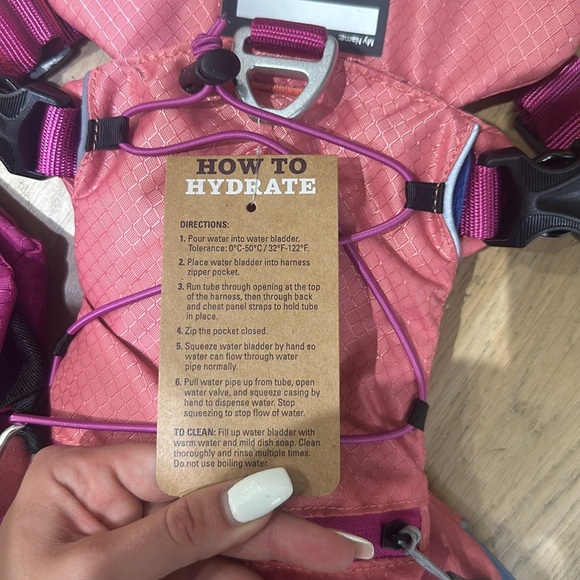 My Name:
HOW TO
HYDRATE
DIRECTIONS:
1. Pour water into water bladder.
Tolerance: 0°C-50°C / 32°F-122°F.
2. Place water bladder into harness
zipper pocket.
3. Run tube through opening at the top
of the harness, then through back
and chest panel straps to hold tube
in place.
4. Zip the pocket closed.
5. Squeeze water bladder by hand so
water can flow through water
pipe normally.
6. Pull water pipe up from tube, open
water valve, and squeeze casing by
hand to dispense water. Stop
squeezing to stop flow of water.
TO CLEAN: Fill up water bladder with
warm water and mild dish soap. Clean
thoroughly and rinse multiple times.
Do not use boiling water.